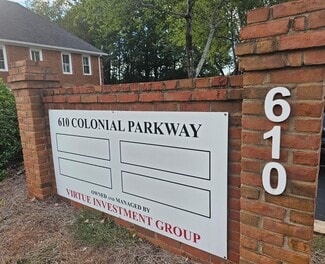 610 COLONIAL PARKWAY
OWNED AND MANAGED BY
VIRTUE INVESTMENT GROUP
610